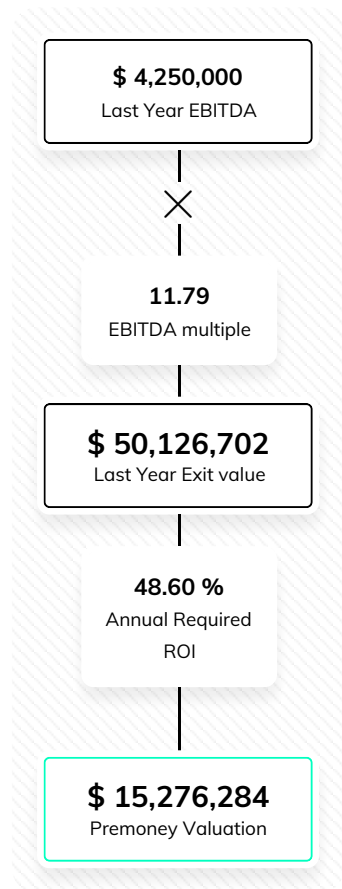 $ 4,250,000
Last Year EBITDA
11.79
EBITDA multiple
$ 50,126,702
Last Year Exit value
48.60 %
Annual Required
ROI
$ 15,276,284
Premoney Valuation